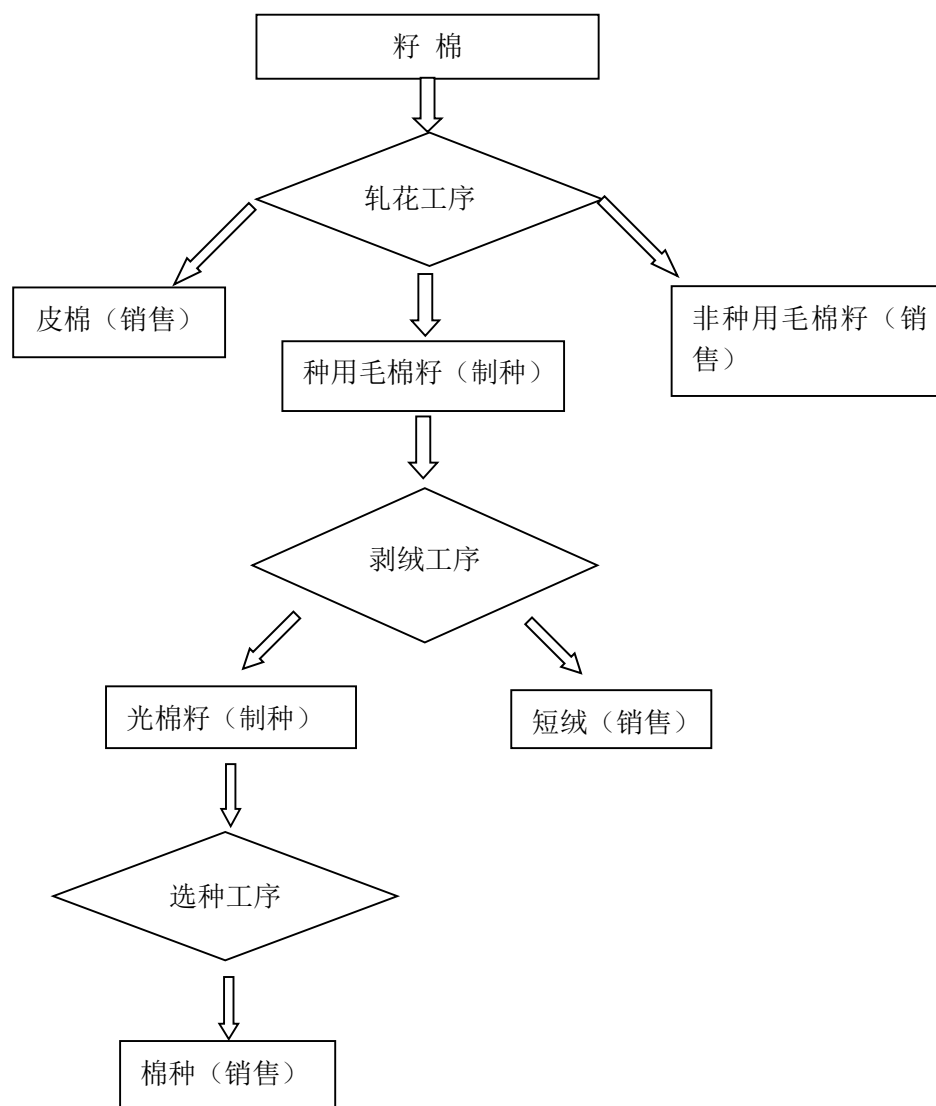 籽 棉
轧花工序
皮棉（销售）
种用毛棉籽（制种）
非种用毛棉籽（销
售）
剥绒工序
光棉籽（制种）
短绒（销售）
选种工序
棉种（销售）